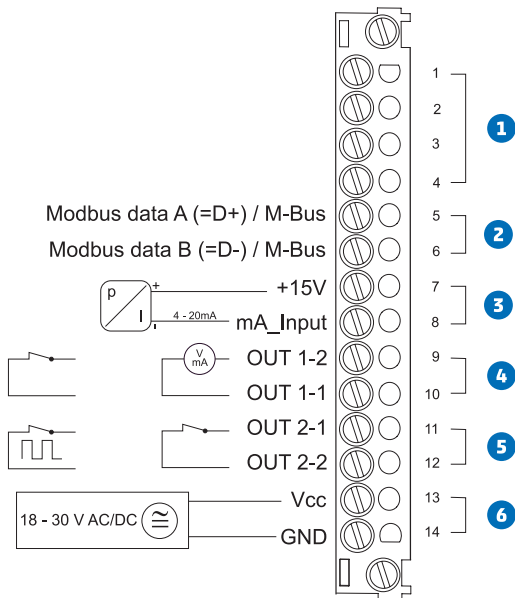 1
2
3
4
1
Modbus data A (=D+) / M-Bus 5
Modbus data B (=D-) / M-Bus 6
2
p
I
+
-
+15V 7
4 - 20mA mA_Input 8
3
V
mA
OUT 1-2 9
OUT 1-1 10
4
OUT 2-1 11
OUT 2-2 12
5
18 - 30 V AC/DC
Vcc 13
GND 14
6